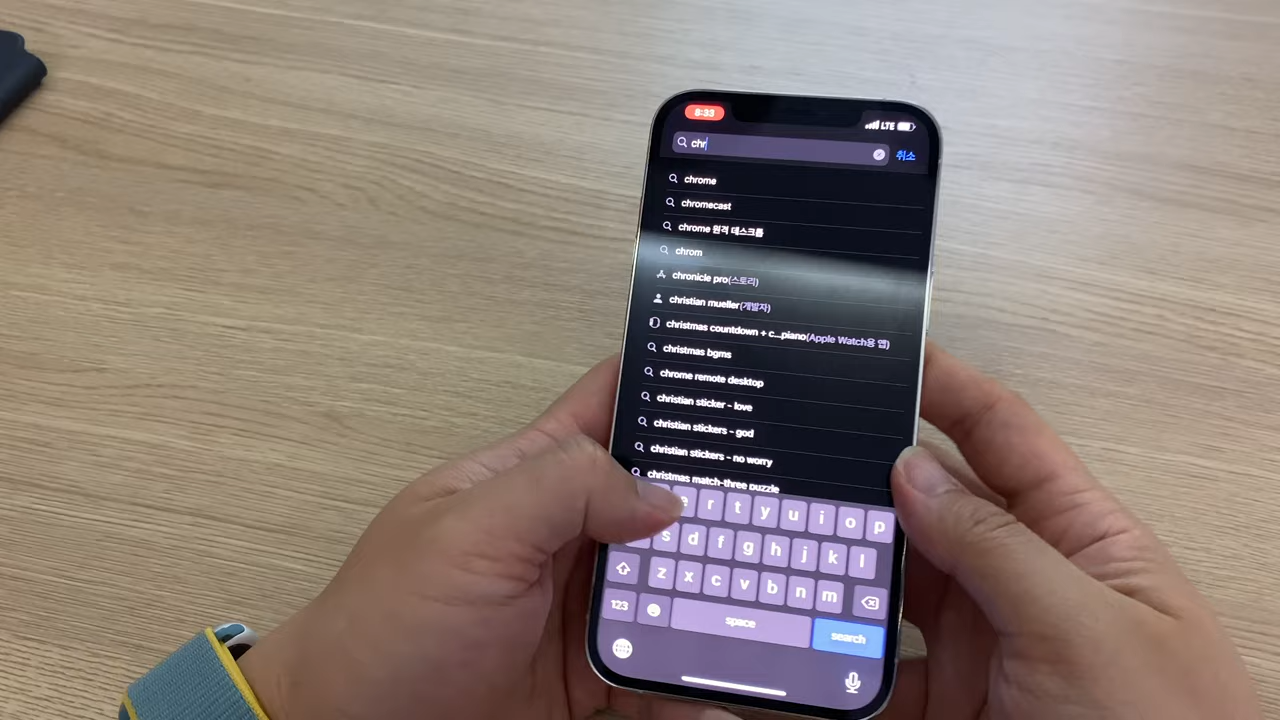 8:33
LTE
chr
취소
chrome
chromecast
chrome 원격 데스크톱
chrom
chronicle pro(스토리)
christian mueller(개발자)
christmas countdown + c...piano(Apple Watch용 앱)
christmas bgms
chrome remote desktop
christian sticker - love
christian stickers - god
christian stickers - no worry
christmas match-three puzzle
e r t y u i o p
s d f g h j k l
z x c v b n m
123
space
search